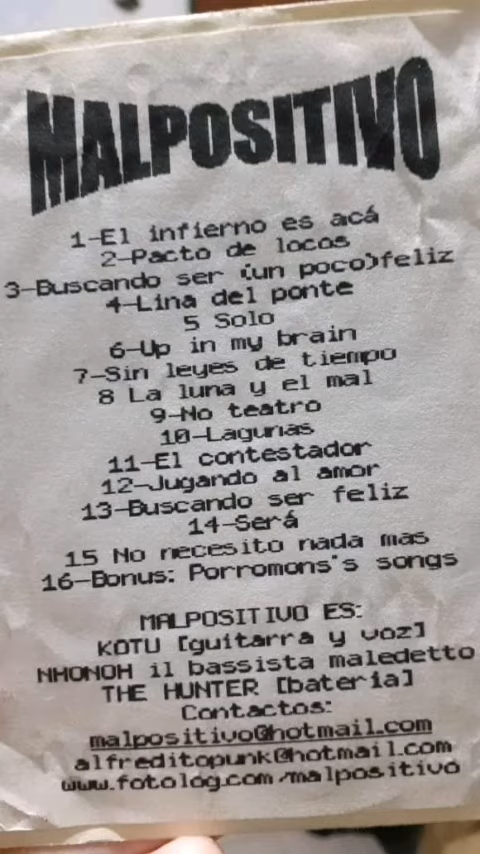 MALPOSITIVO
1-El infierno es acá
2-Pacto de locos
3-Buscando ser (un poco)feliz
4-Lina del ponte
5 Solo
6-Up in my brain
7-Sin leyes de tiempo
8 La luna y el mal
9-No teatro
10-Lagunas
11-El contestador
12-Jugando al amor
13-Buscando ser feliz
14-Será
15 No necesito nada mas
16-Bonus: Porromons's songs
MALPOSITIVO ES:
KOTU [guitarra y voz]
NHONOH il bassista maledetto
THE HUNTER [bateria]
Contactos:
malpositivo@hotmail.com
alfreditopunk@hotmail.com
www.fotolog.com/malpositivo